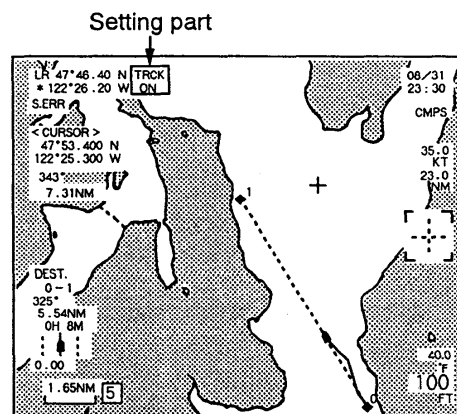 Setting part
LR 47°46.40 N
* 122°26.20 W
TRCK
ON
08/31
23:30
S.ERR
CMPS
<CURSOR>
47°53.400 N
122°25.300 W
343°
7.31NM
35.0
KT
23.0
NM
1
DEST.
0-1
325°
5.54NM
0H 8M
0.00
40.0
°F
100
FT
1.65NM
5
0